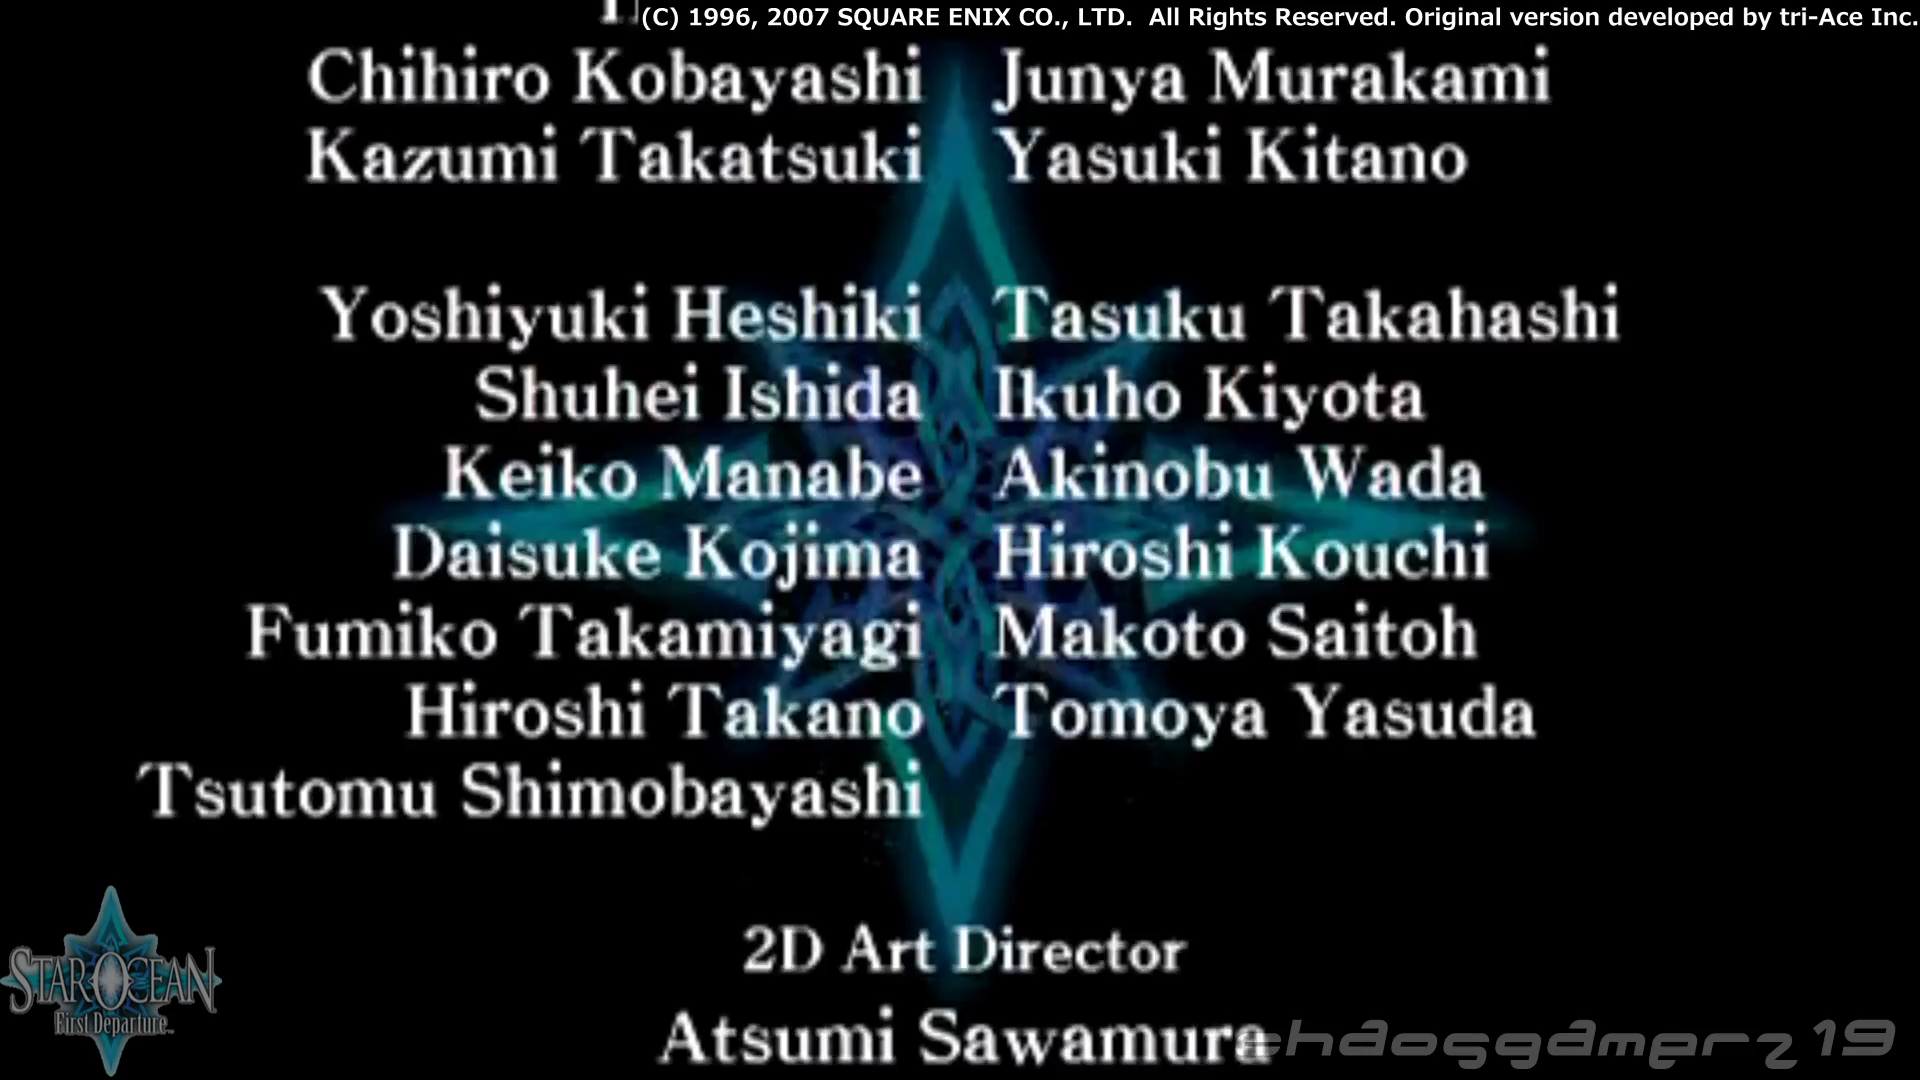 (C) 1996, 2007 SQUARE ENIX CO., LTD.  All Rights Reserved. Original version developed by tri-Ace Inc.
Chihiro Kobayashi Junya Murakami
Kazumi Takatsuki Yasuki Kitano
Yoshiyuki Heshiki Tasuku Takahashi
Shuhei Ishida Ikuho Kiyota
Keiko Manabe Akinobu Wada
Daisuke Kojima Hiroshi Kouchi
Fumiko Takamiyagi Makoto Saitoh
Hiroshi Takano Tomoya Yasuda
Tsutomu Shimobayashi
2D Art Director
Atsumi Sawamura
STAR OCEAN
First Departure
chaosgamerz19